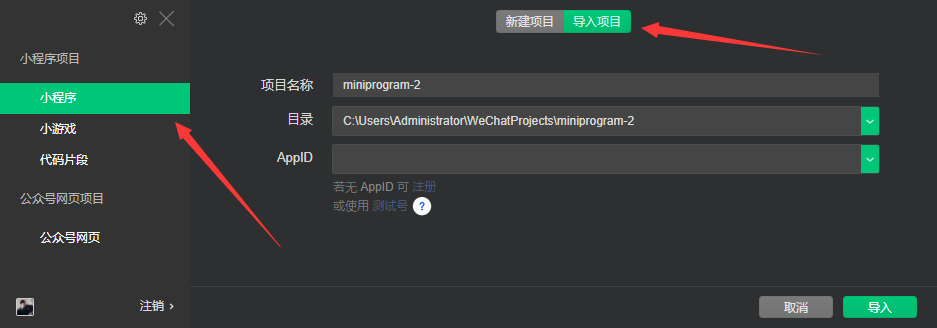 小程序项目
小程序
小游戏
代码片段
公众号网页项目
公众号网页
注销 ›
新建项目 导入项目
项目名称 miniprogram-2
目录 C:\Users\Administrator\WeChatProjects\miniprogram-2
AppID
若无 AppID 可 注册
或使用 测试号 ?
取消 导入